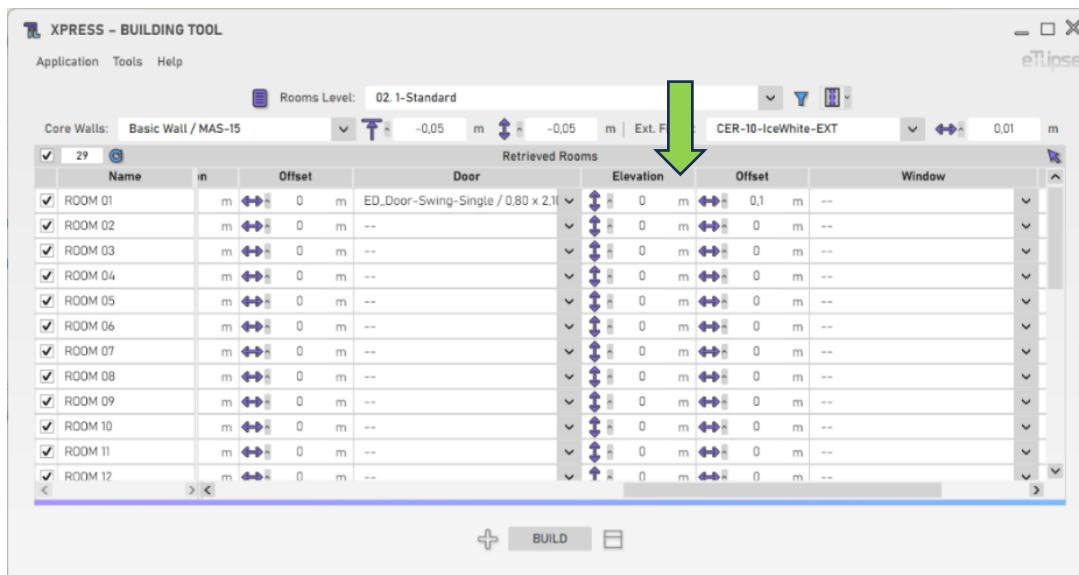 XPRESS – BUILDING TOOL
Application Tools Help
eTlipse
Rooms Level: 02. 1-Standard
Core Walls: Basic Wall / MAS-15 -0,05 m -0,05 m | Ext. F CER-10-IceWhite-EXT 0,01 m
29 Retrieved Rooms
Name n Offset Door Elevation Offset Window
ROOM 01 m 0 m ED_Door-Swing-Single / 0,80 x 2,10 0 m 0,1 m --
ROOM 02 m 0 m -- 0 m 0 m --
ROOM 03 m 0 m -- 0 m 0 m --
ROOM 04 m 0 m -- 0 m 0 m --
ROOM 05 m 0 m -- 0 m 0 m --
ROOM 06 m 0 m -- 0 m 0 m --
ROOM 07 m 0 m -- 0 m 0 m --
ROOM 08 m 0 m -- 0 m 0 m --
ROOM 09 m 0 m -- 0 m 0 m --
ROOM 10 m 0 m -- 0 m 0 m --
ROOM 11 m 0 m -- 0 m 0 m --
ROOM 12 m 0 m -- 0 m 0 m --
BUILD